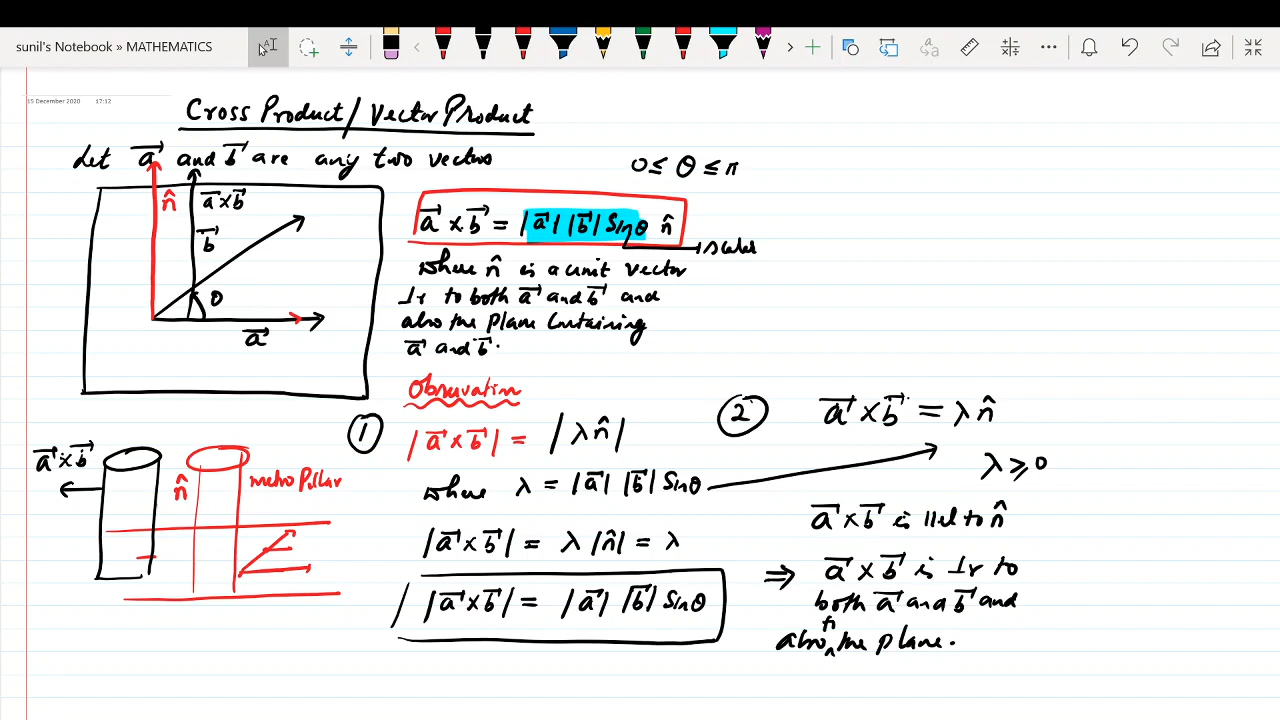 sunil's Notebook » MATHEMATICS
15 December 2020 17:12
Cross Product / Vector Product
Let a⃗ and b⃗ are any two vectors
0 ≤ θ ≤ π
n̂
a⃗ × b⃗
b⃗
θ
a⃗
a⃗ × b⃗ = |a⃗| |b⃗| Sinθ n̂
scalar
where n̂ is a unit vector
⊥r to both a⃗ and b⃗ and
also the plane containing
a⃗ and b⃗.
Observation
① |a⃗ × b⃗| = |λ n̂|
where λ = |a⃗| |b⃗| Sinθ
|a⃗ × b⃗| = λ |n̂| = λ
|a⃗ × b⃗| = |a⃗| |b⃗| Sinθ
a⃗ × b⃗
n̂
metro Pillar
② a⃗ × b⃗ = λ n̂
λ ≥ 0
a⃗ × b⃗ is llel to n̂
⇒ a⃗ × b⃗ is ⊥r to
both a⃗ and b⃗ and
also to the plane.